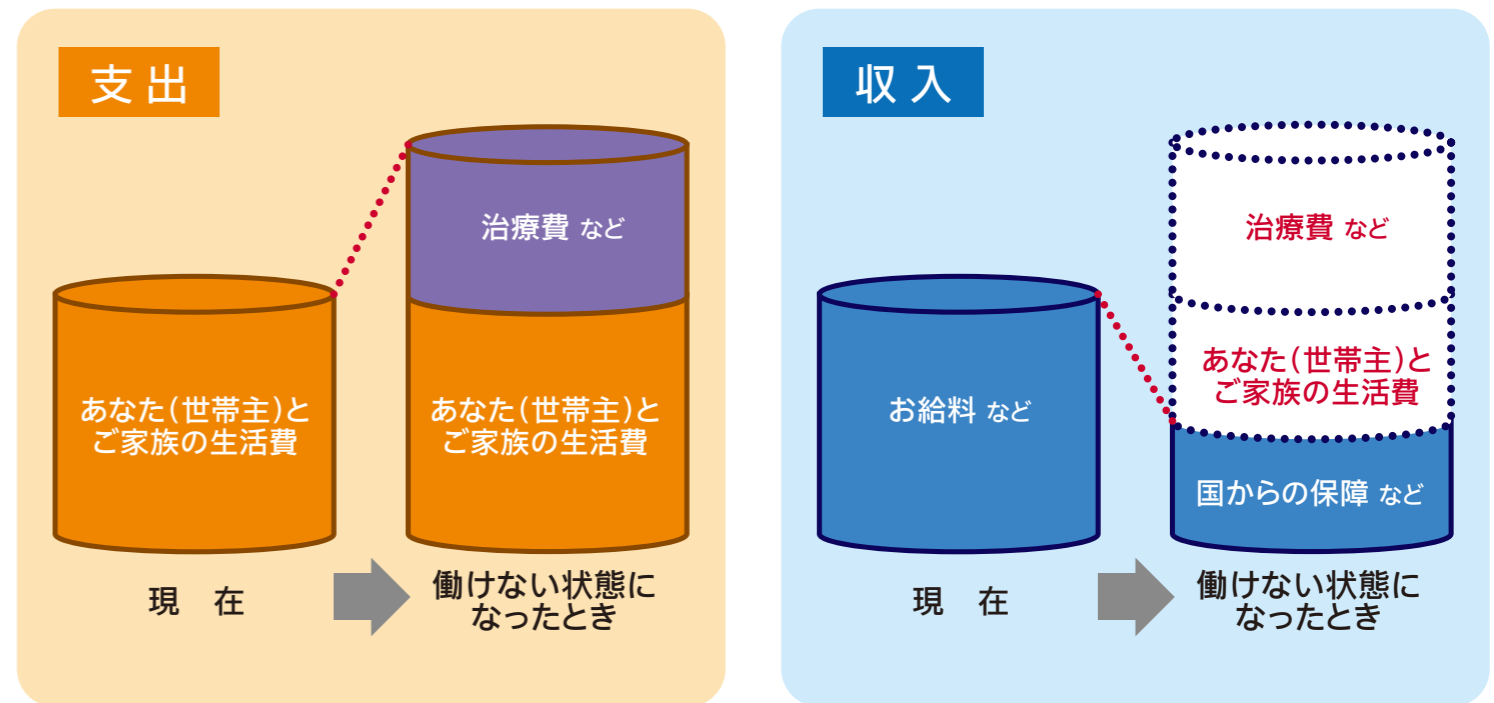 支出
治療費 など
あなた(世帯主)と
ご家族の生活費
あなた(世帯主)と
ご家族の生活費
現 在
働けない状態に
なったとき
収入
治療費 など
あなた(世帯主)と
ご家族の生活費
お給料 など
国からの保障 など
現 在
働けない状態に
なったとき